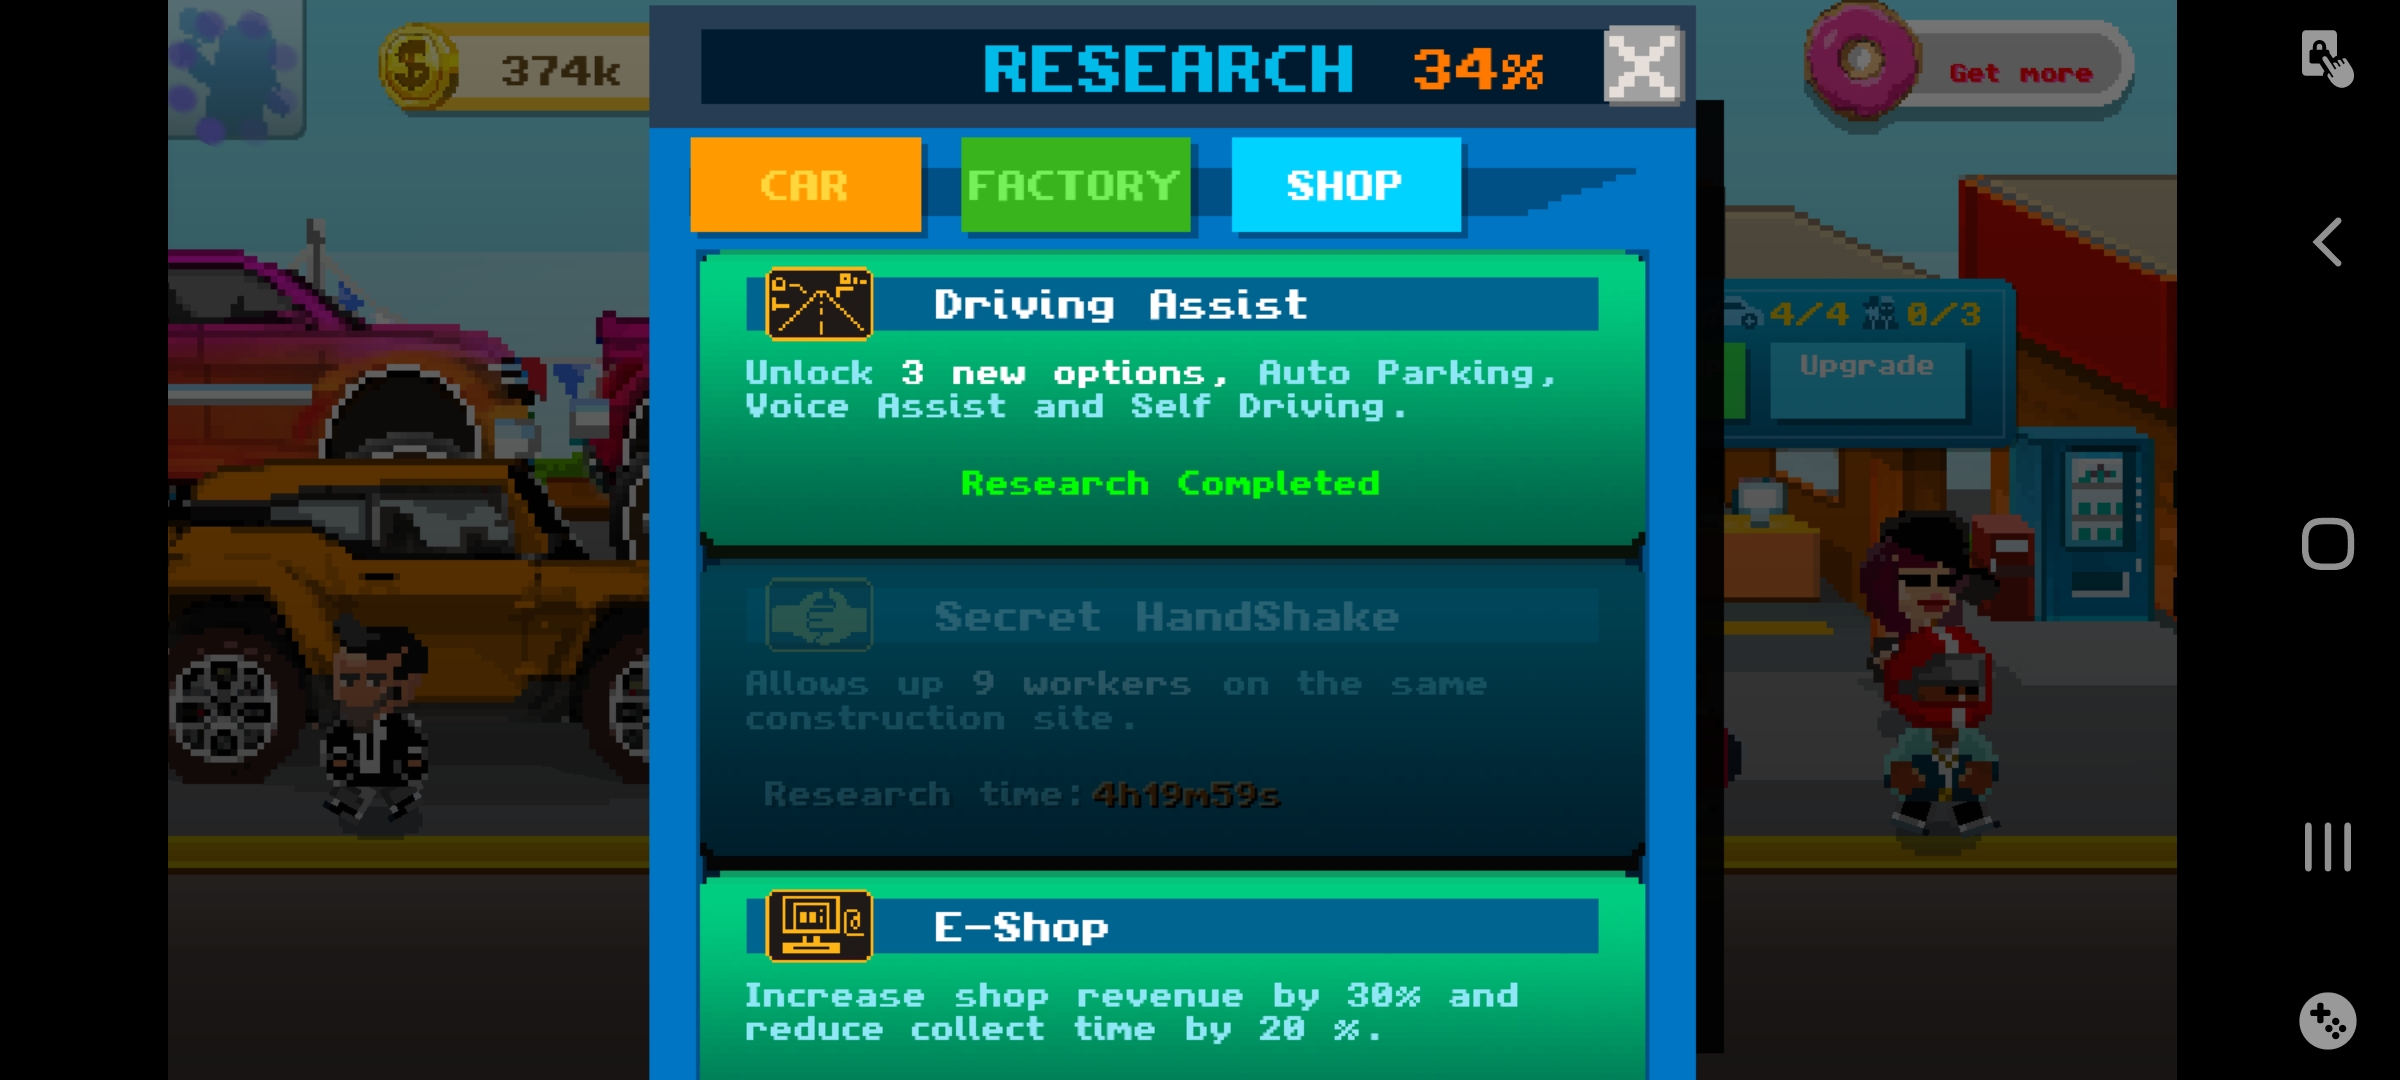 374k
RESEARCH 34%
Get more
CAR
FACTORY
SHOP
Driving Assist
Unlock 3 new options, Auto Parking,
Voice Assist and Self Driving.
Research Completed
4/4 0/3
Upgrade
Secret HandShake
Allows up 9 workers on the same
construction site.
Research time:4h19m59s
E-Shop
Increase shop revenue by 30% and
reduce collect time by 20 %.